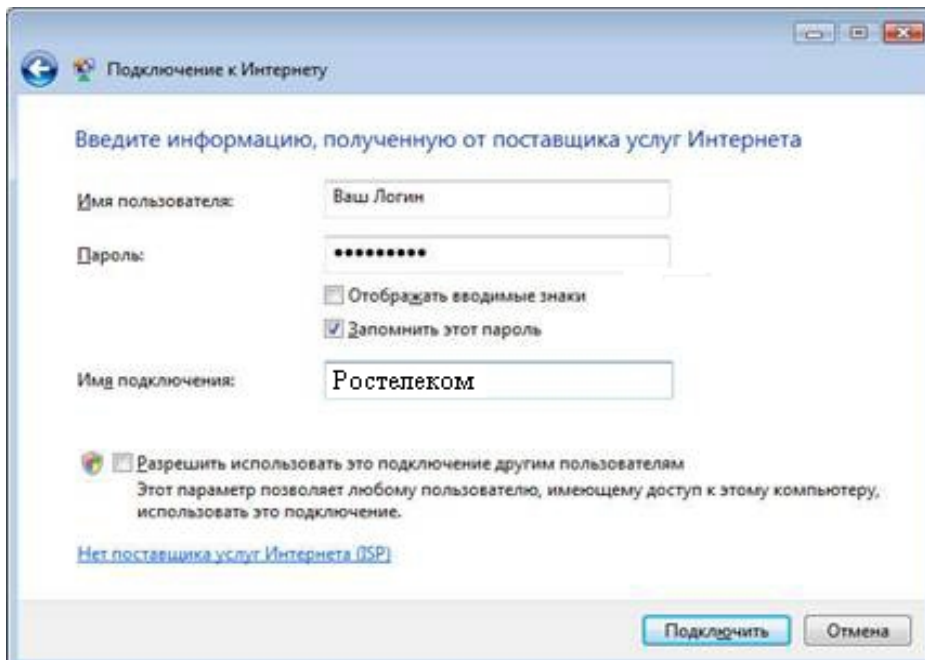 Подключение к Интернету
Введите информацию, полученную от поставщика услуг Интернета
Имя пользователя: Ваш Логин
Пароль: •••••••••
Отображать вводимые знаки
Запомнить этот пароль
Имя подключения: Ростелеком
Разрешить использовать это подключение другим пользователям
Этот параметр позволяет любому пользователю, имеющему доступ к этому компьютеру,
использовать это подключение.
Нет поставщика услуг Интернета (ISP)
Подключить Отмена